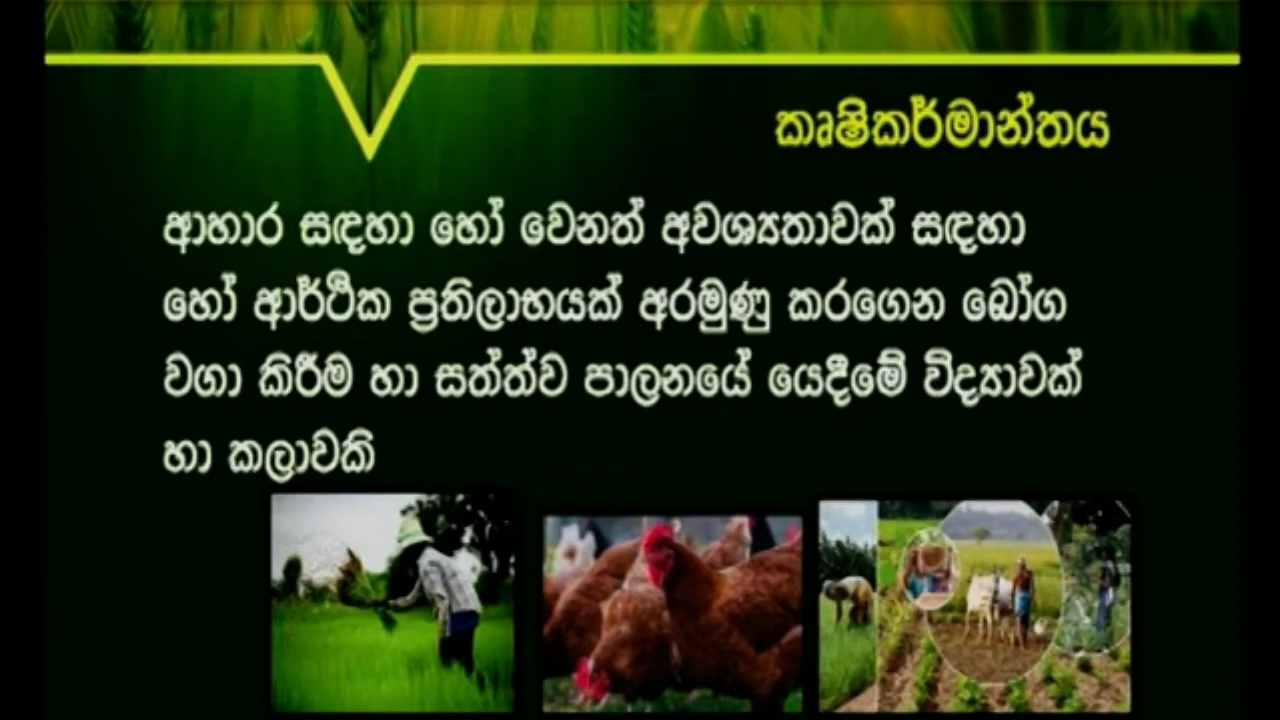 කෘෂිකර්මාන්තය
ආහාර සඳහා හෝ වෙනත් අවශ්‍යතාවක් සඳහා
හෝ ආර්ථික ප්‍රතිලාභයක් අරමුණු කරගෙන බෝග
වගා කිරීම හා සත්ත්ව පාලනයේ යෙදීමේ විද්‍යාවක්
හා කලාවකි